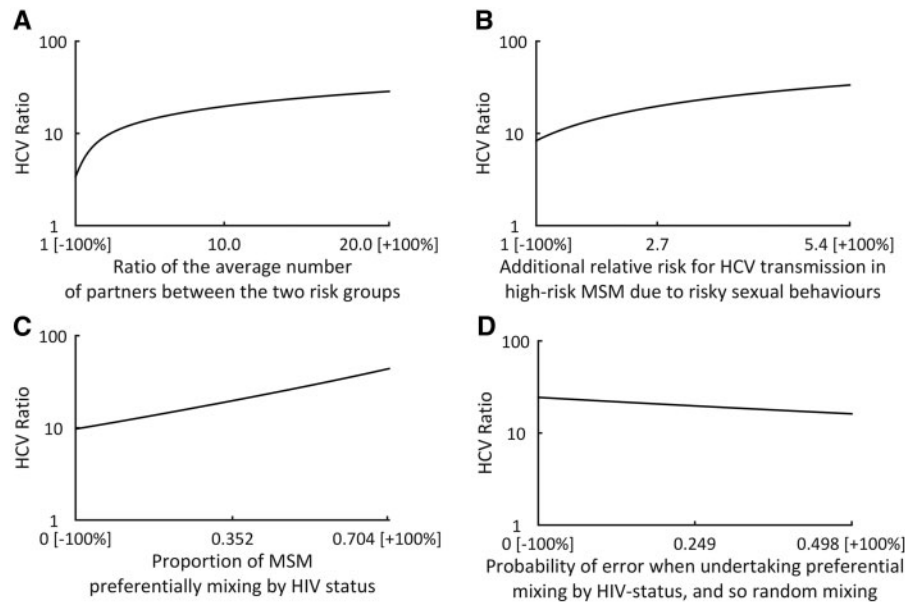 A
HCV Ratio
100
10
1
1 [-100%] 10.0 20.0 [+100%]
Ratio of the average number
of partners between the two risk groups
B
HCV Ratio
100
10
1
1 [-100%] 2.7 5.4 [+100%]
Additional relative risk for HCV transmission in
high-risk MSM due to risky sexual behaviours
C
HCV Ratio
100
10
1
0 [-100%] 0.352 0.704 [+100%]
Proportion of MSM
preferentially mixing by HIV status
D
HCV Ratio
100
10
1
0 [-100%] 0.249 0.498 [+100%]
Probability of error when undertaking preferential
mixing by HIV-status, and so random mixing